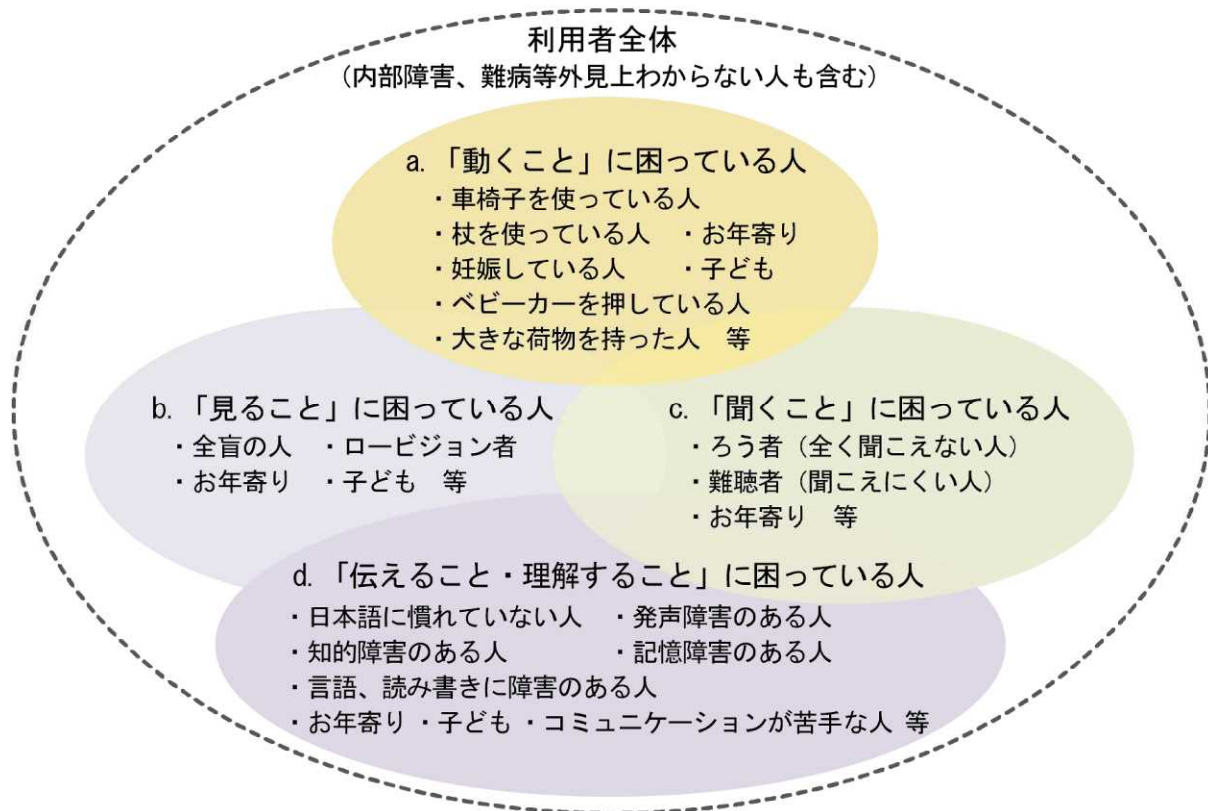 利用者全体
（内部障害、難病等外見上わからない人も含む）
a. 「動くこと」に困っている人
・車椅子を使っている人
・杖を使っている人　・お年寄り
・妊娠している人　　・子ども
・ベビーカーを押している人
・大きな荷物を持った人　等
b. 「見ること」に困っている人
・全盲の人　・ロービジョン者
・お年寄り　・子ども　等
c. 「聞くこと」に困っている人
・ろう者（全く聞こえない人）
・難聴者（聞こえにくい人）
・お年寄り　等
d. 「伝えること・理解すること」に困っている人
・日本語に慣れていない人　・発声障害のある人
・知的障害のある人　　　　・記憶障害のある人
・言語、読み書きに障害のある人
・お年寄り ・子ども ・コミュニケーションが苦手な人 等